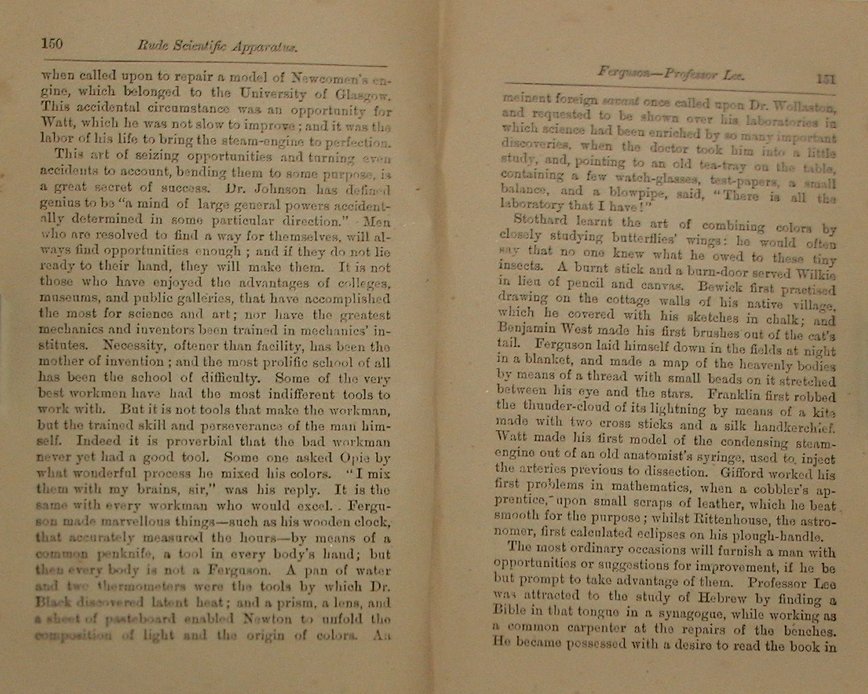 150 Rude Scientific Apparatus.
when called upon to repair a model of Newcomen's en-
gine, which belonged to the University of Glasgow.
This accidental circumstance was an opportunity for
Watt, which he was not slow to improve; and it was the
labor of his life to bring the steam-engine to perfection.
This art of seizing opportunities and turning even
accidents to account, bending them to some purpose, is
a great secret of success. Dr. Johnson has defined
genius to be "a mind of large general powers accident-
ally determined in some particular direction." Men
who are resolved to find a way for themselves, will al-
ways find opportunities enough; and if they do not lie
ready to their hand, they will make them. It is not
those who have enjoyed the advantages of colleges,
museums, and public galleries, that have accomplished
the most for science and art; nor have the greatest
mechanics and inventors been trained in mechanics' in-
stitutes. Necessity, oftener than facility, has been the
mother of invention; and the most prolific school of all
has been the school of difficulty. Some of the very
best workmen have had the most indifferent tools to
work with. But it is not tools that make the workman,
but the trained skill and perseverance of the man him-
self. Indeed it is proverbial that the bad workman
never yet had a good tool. Some one asked Opie by
what wonderful process he mixed his colors. "I mix
them with my brains, sir," was his reply. It is the
same with every workman who would excel. Fergu-
son made marvellous things—such as his wooden clock,
that accurately measured the hours—by means of a
common penknife, a tool in every body's hand; but
then every body is not a Ferguson. A pan of water
and two thermometers were the tools by which Dr.
Black discovered latent heat; and a prism, a lens, and
a sheet of pasteboard enabled Newton to unfold the
composition of light and the origin of colors. An
Ferguson—Professor Lee. 151
meinent foreign savant once called upon Dr. Wollaston,
and requested to be shown over his laboratories in
which science had been enriched by so many important
discoveries, when the doctor took him into a little
study, and, pointing to an old tea-tray on the table,
containing a few watch-glasses, test-papers, a small
balance, and a blowpipe, said, "There is all the
laboratory that I have!"
Stothard learnt the art of combining colors by
closely studying butterflies' wings: he would often
say that no one knew what he owed to these tiny
insects. A burnt stick and a burn-door served Wilkie
in lieu of pencil and canvas. Bewick first practised
drawing on the cottage walls of his native village,
which he covered with his sketches in chalk; and
Benjamin West made his first brushes out of the cat's
tail. Ferguson laid himself down in the fields at night
in a blanket, and made a map of the heavenly bodies
by means of a thread with small beads on it stretched
between his eye and the stars. Franklin first robbed
the thunder-cloud of its lightning by means of a kite
made with two cross sticks and a silk handkerchief.
Watt made his first model of the condensing steam-
engine out of an old anatomist's syringe, used to inject
the arteries previous to dissection. Gifford worked his
first problems in mathematics, when a cobbler's ap-
prentice, upon small scraps of leather, which he beat
smooth for the purpose; whilst Rittenhouse, the astro-
nomer, first calculated eclipses on his plough-handle.
The most ordinary occasions will furnish a man with
opportunities or suggestions for improvement, if he be
but prompt to take advantage of them. Professor Lee
was attracted to the study of Hebrew by finding a
Bible in that tongue in a synagogue, while working as
a common carpenter at the repairs of the benches.
He became possessed with a desire to read the book in